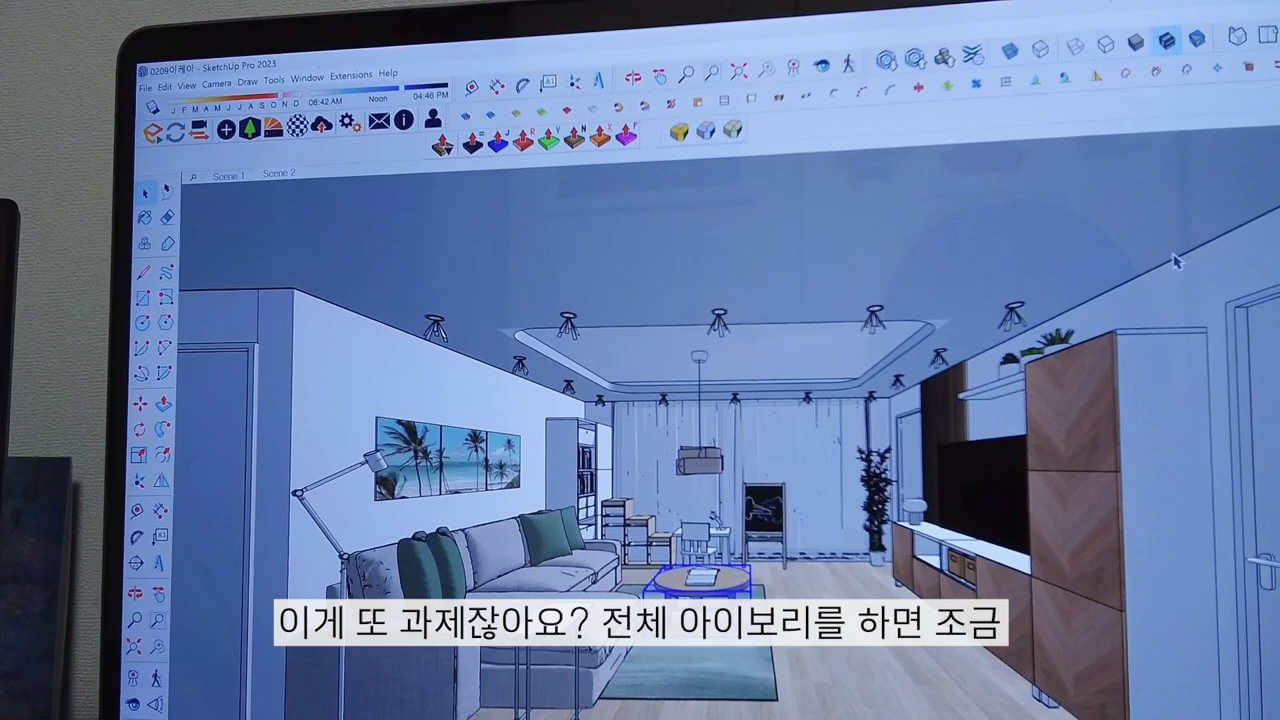 0209이케아 - SketchUp Pro 2023
File Edit View Camera Draw Tools Window Extensions Help
J F M A M J J A S O N D 06:42 AM Noon 04:46 PM
Scene 1 Scene 2
이게 또 과제잖아요? 전체 아이보리를 하면 조금